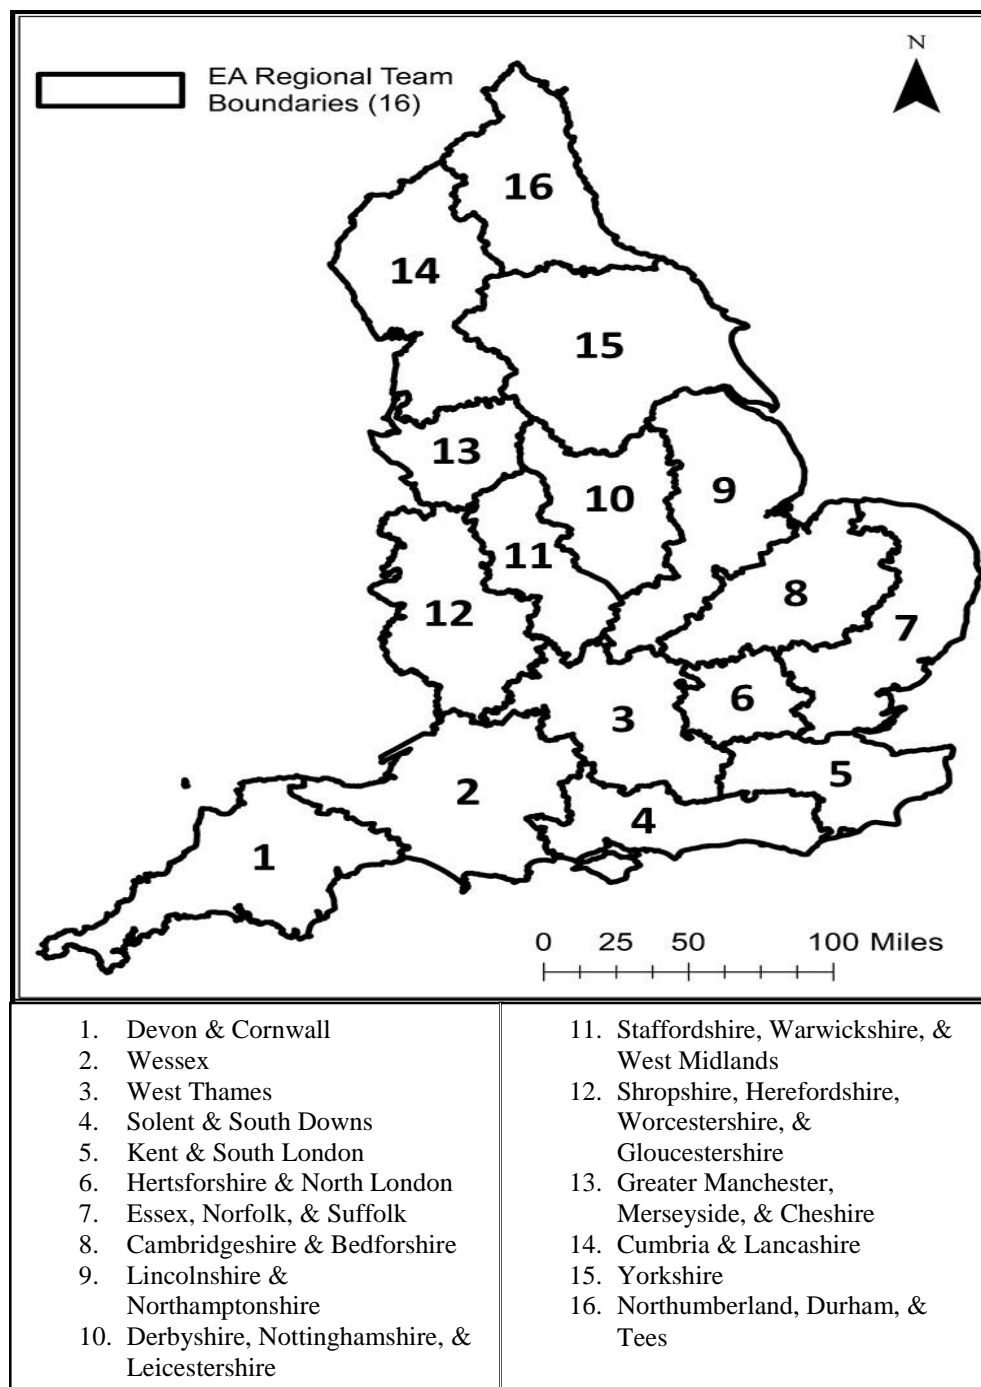 EA Regional Team
Boundaries (16)
N
16
14
15
13
10
9
11
8
12
7
6
3
5
2
4
1
0 25 50 100 Miles
1. Devon & Cornwall
2. Wessex
3. West Thames
4. Solent & South Downs
5. Kent & South London
6. Hertsforshire & North London
7. Essex, Norfolk, & Suffolk
8. Cambridgeshire & Bedforshire
9. Lincolnshire &
Northamptonshire
10. Derbyshire, Nottinghamshire, &
Leicestershire
11. Staffordshire, Warwickshire, &
West Midlands
12. Shropshire, Herefordshire,
Worcestershire, &
Gloucestershire
13. Greater Manchester,
Merseyside, & Cheshire
14. Cumbria & Lancashire
15. Yorkshire
16. Northumberland, Durham, &
Tees